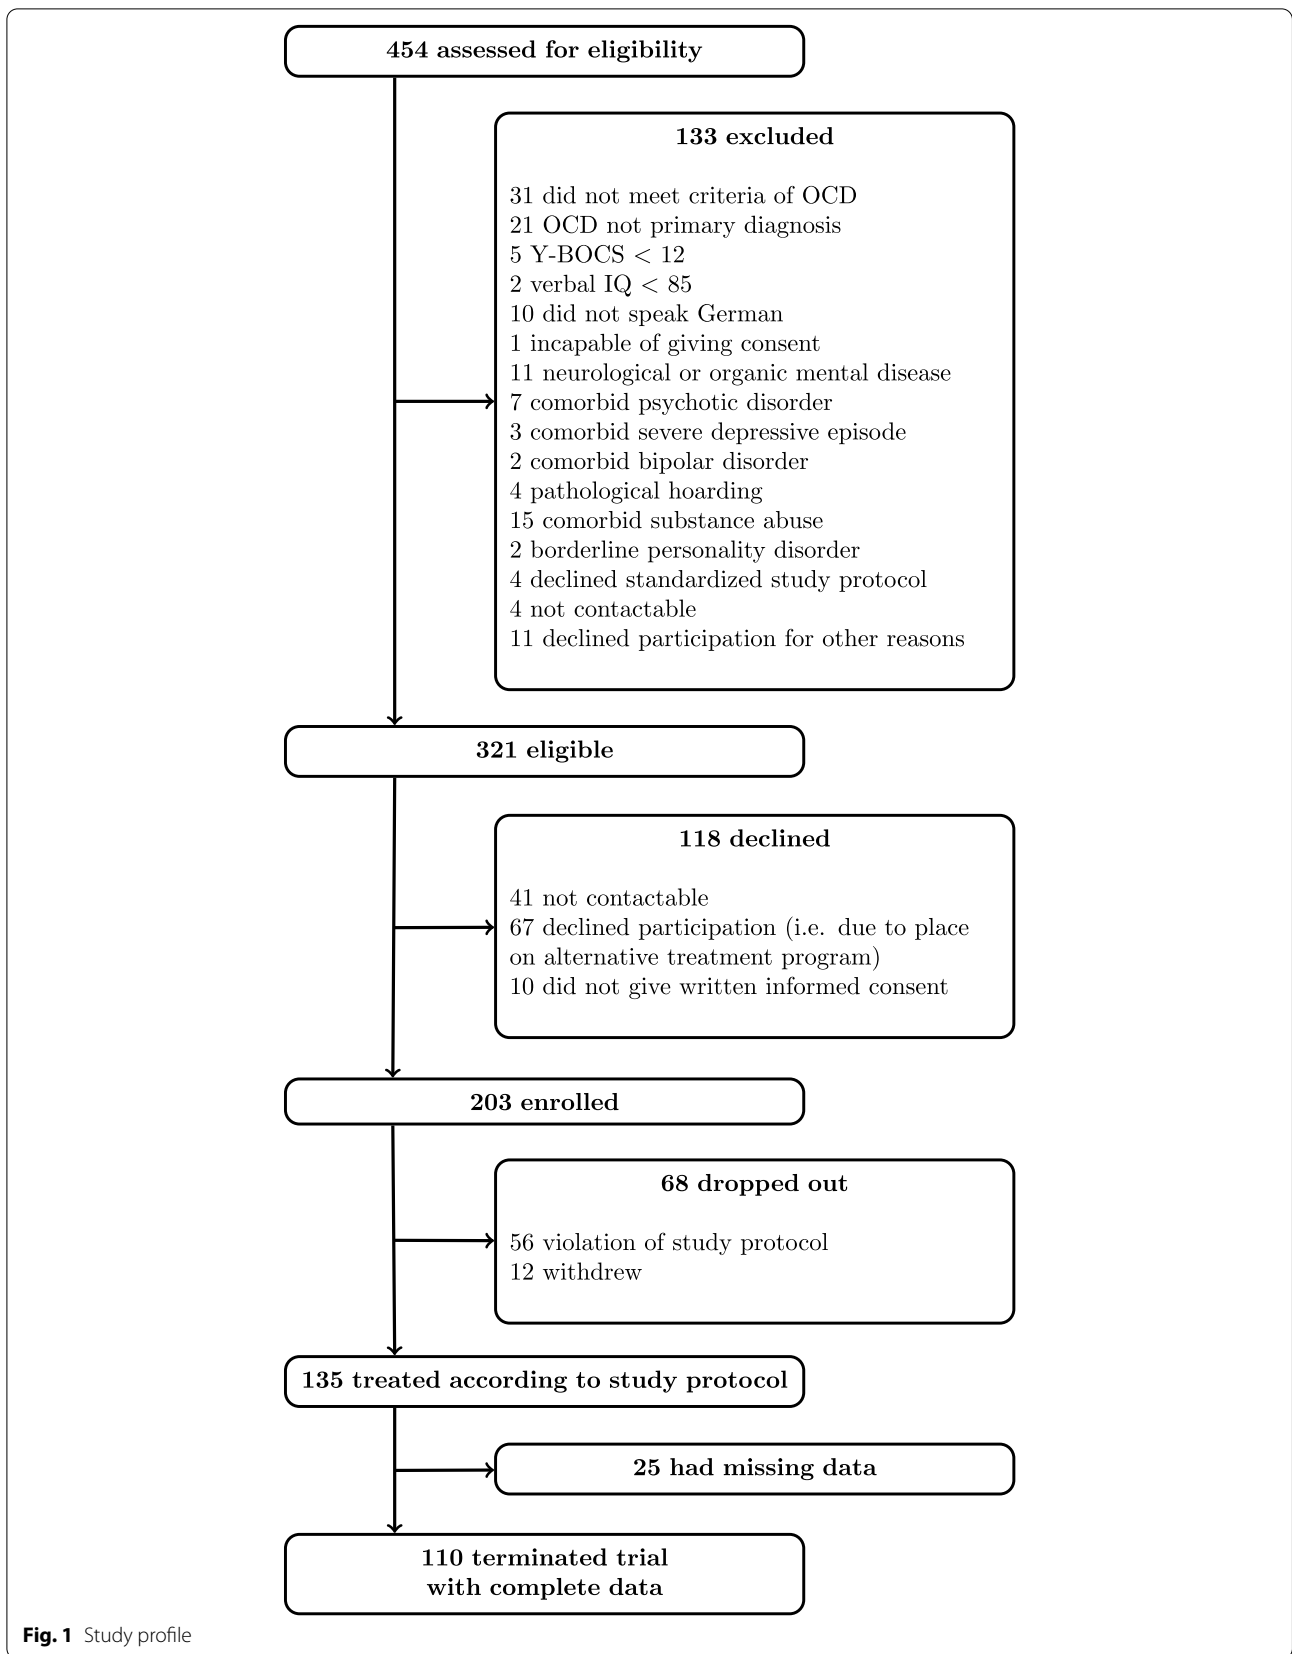 454 assessed for eligibility
133 excluded
31 did not meet criteria of OCD
21 OCD not primary diagnosis
5 Y-BOCS < 12
2 verbal IQ < 85
10 did not speak German
1 incapable of giving consent
11 neurological or organic mental disease
7 comorbid psychotic disorder
3 comorbid severe depressive episode
2 comorbid bipolar disorder
4 pathological hoarding
15 comorbid substance abuse
2 borderline personality disorder
4 declined standardized study protocol
4 not contactable
11 declined participation for other reasons
321 eligible
118 declined
41 not contactable
67 declined participation (i.e. due to place
on alternative treatment program)
10 did not give written informed consent
203 enrolled
68 dropped out
56 violation of study protocol
12 withdrew
135 treated according to study protocol
25 had missing data
110 terminated trial
with complete data
Fig. 1 Study profile